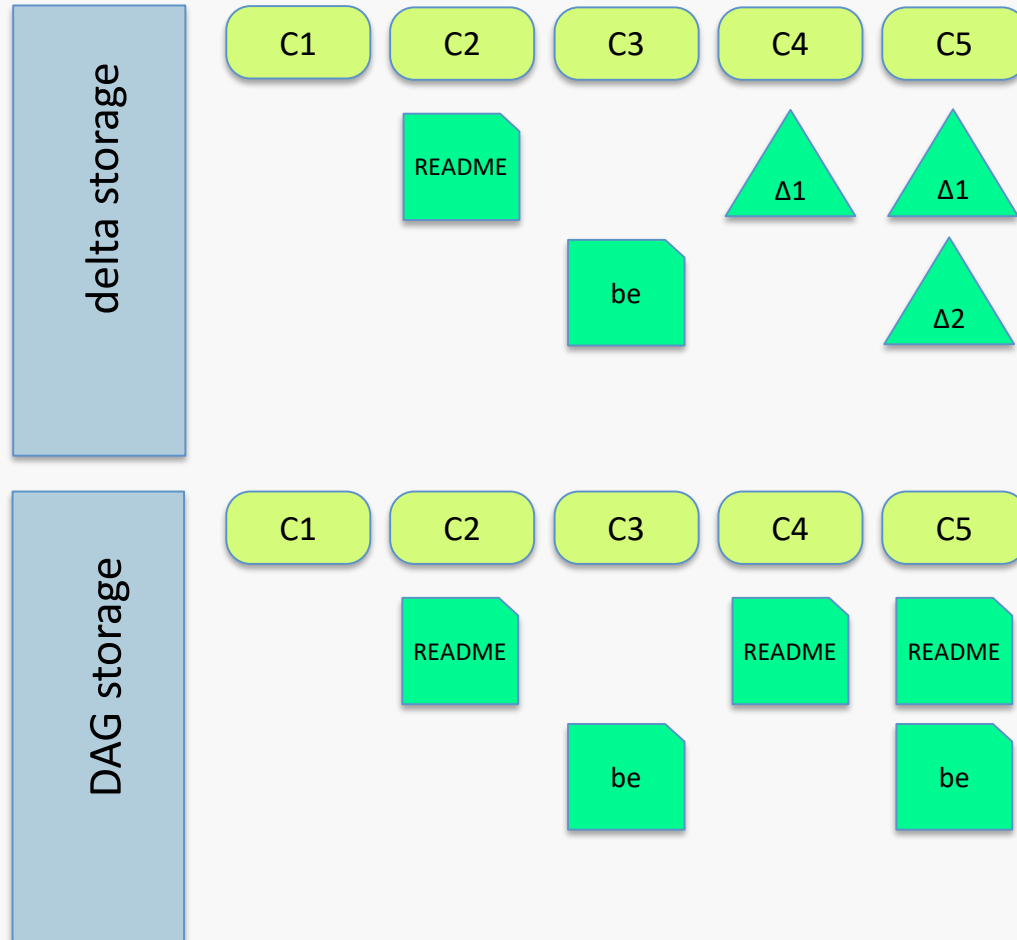 delta storage
C1
C2
C3
C4
C5
README
Δ1
Δ1
be
Δ2
DAG storage
C1
C2
C3
C4
C5
README
README
README
be
be